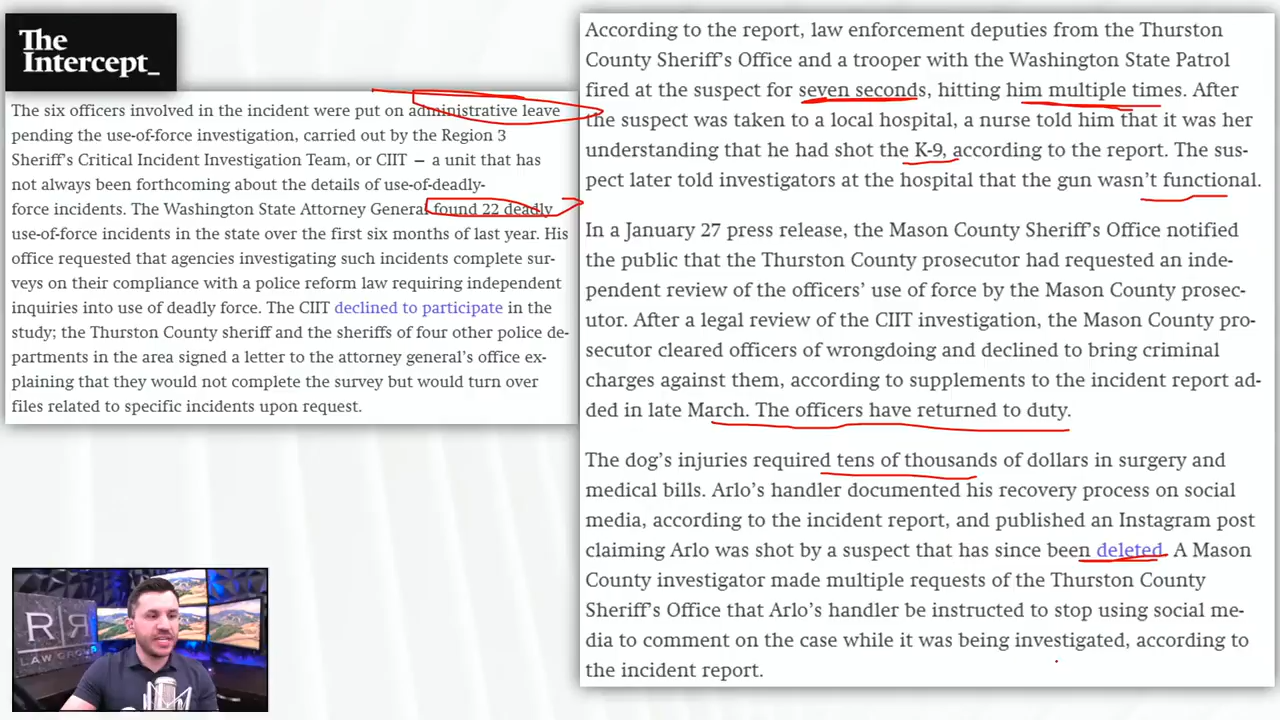 The
Intercept_
The six officers involved in the incident were put on administrative leave
pending the use-of-force investigation, carried out by the Region 3
Sheriff's Critical Incident Investigation Team, or CIIT – a unit that has
not always been forthcoming about the details of use-of-deadly-
force incidents. The Washington State Attorney General found 22 deadly
use-of-force incidents in the state over the first six months of last year. His
office requested that agencies investigating such incidents complete sur-
veys on their compliance with a police reform law requiring independent
inquiries into use of deadly force. The CIIT declined to participate in the
study; the Thurston County sheriff and the sheriffs of four other police de-
partments in the area signed a letter to the attorney general's office ex-
plaining that they would not complete the survey but would turn over
files related to specific incidents upon request.
According to the report, law enforcement deputies from the Thurston
County Sheriff's Office and a trooper with the Washington State Patrol
fired at the suspect for seven seconds, hitting him multiple times. After
the suspect was taken to a local hospital, a nurse told him that it was her
understanding that he had shot the K-9, according to the report. The sus-
pect later told investigators at the hospital that the gun wasn't functional.
In a January 27 press release, the Mason County Sheriff's Office notified
the public that the Thurston County prosecutor had requested an inde-
pendent review of the officers' use of force by the Mason County prosec-
utor. After a legal review of the CIIT investigation, the Mason County pro-
secutor cleared officers of wrongdoing and declined to bring criminal
charges against them, according to supplements to the incident report ad-
ded in late March. The officers have returned to duty.
The dog's injuries required tens of thousands of dollars in surgery and
medical bills. Arlo's handler documented his recovery process on social
media, according to the incident report, and published an Instagram post
claiming Arlo was shot by a suspect that has since been deleted. A Mason
County investigator made multiple requests of the Thurston County
Sheriff's Office that Arlo's handler be instructed to stop using social me-
dia to comment on the case while it was being investigated, according to
the incident report.
R R
LAW GROUP